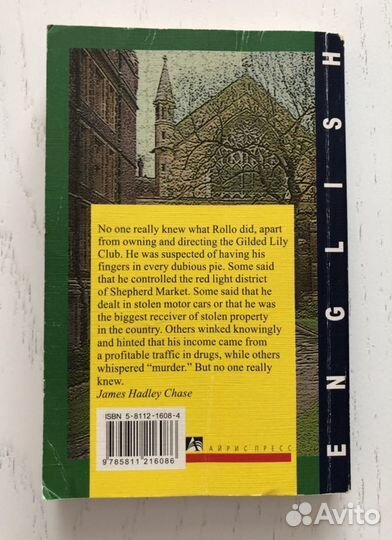 ENGLISH
No one really knew what Rollo did, apart
from owning and directing the Gilded Lily
Club. He was suspected of having his
fingers in every dubious pie. Some said
that he controlled the red light district
of Shepherd Market. Some said that he
dealt in stolen motor cars or that he was
the biggest receiver of stolen property
in the country. Others winked knowingly
and hinted that his income came from
a profitable traffic in drugs, while others
whispered “murder.” But no one really
knew.
James Hadley Chase
ISBN 5-8112-1608-4
9 785811 216086
АЙРИС ПРЕСС
Avito